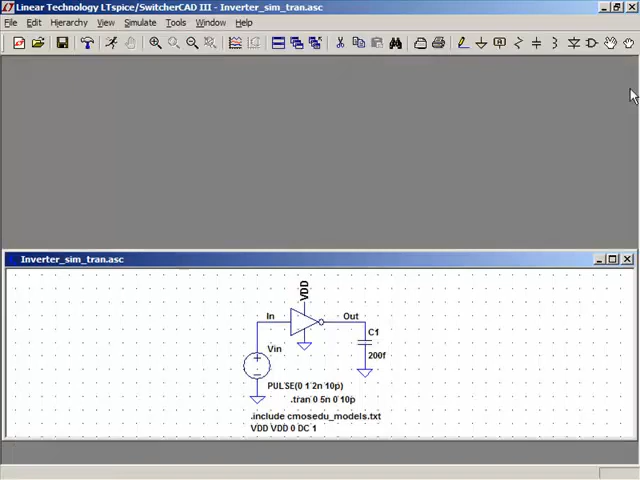 Linear Technology LTspice/SwitcherCAD III - Inverter_sim_tran.asc
File Edit Hierarchy View Simulate Tools Window Help
Inverter_sim_tran.asc
VDD
In
Out
C1
Vin
200f
PULSE(0 1 2n 10p)
.tran 0 5n 0 10p
.include cmosedu_models.txt
VDD VDD 0 DC 1